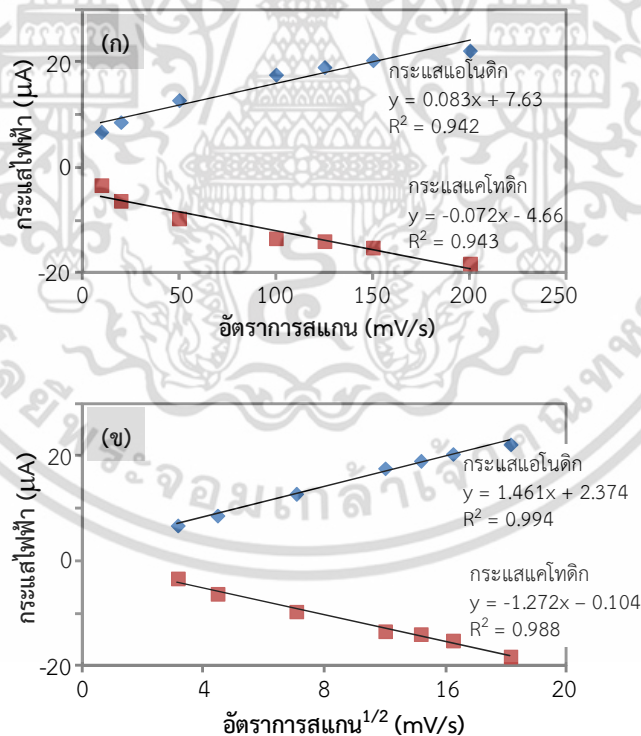 (ก)
กระแสไฟฟ้า (µA)
20
0
-20
กระแสแอโนดิก
y = 0.083x + 7.63
R² = 0.942
กระแสแคโทดิก
y = -0.072x - 4.66
R² = 0.943
0 50 100 150 200 250
อัตราการสแกน (mV/s)
(ข)
กระแสไฟฟ้า (µA)
20
0
-20
กระแสแอโนดิก
y = 1.461x + 2.374
R² = 0.994
กระแสแคโทดิก
y = -1.272x – 0.104
R² = 0.988
0 4 8 16 20
อัตราการสแกน¹/² (mV/s)